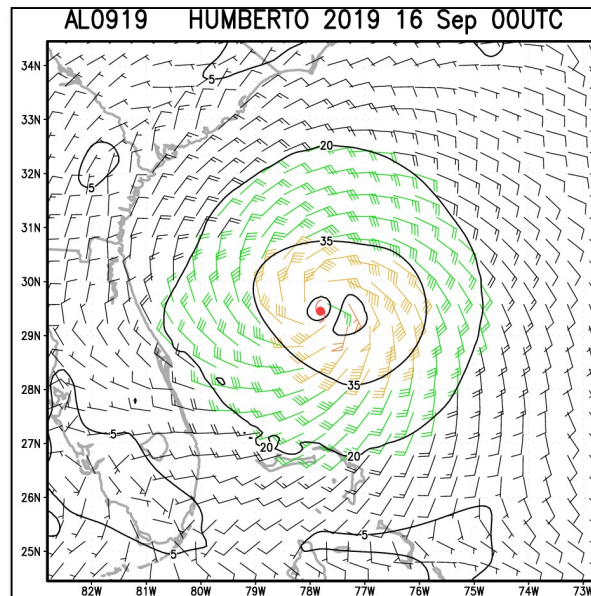 AL0919 HUMBERTO 2019 16 Sep 00UTC
34N
5
33N
20
32N
5
31N
35
30N
29N
28N
35
5
27N
20
20
26N
5
5
25N
82W 81W 80W 79W 78W 77W 76W 75W 74W 73W